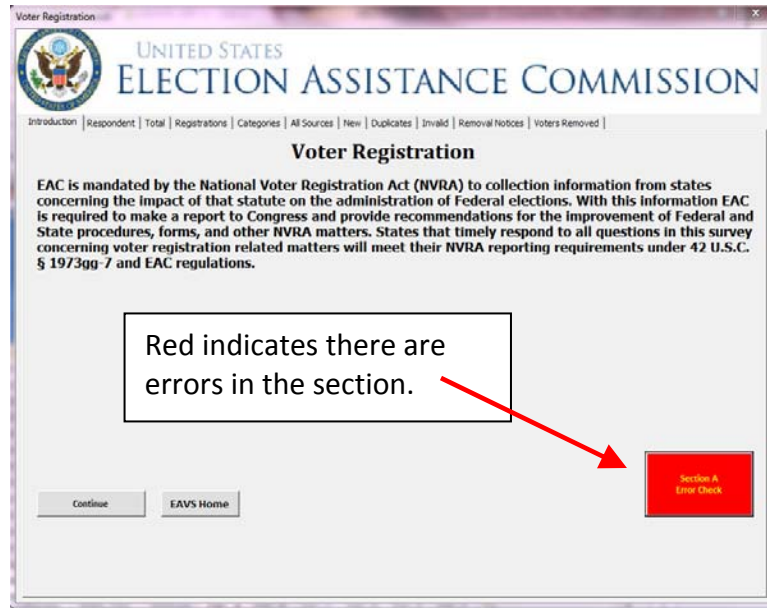 Voter Registration
x
UNITED STATES
ELECTION ASSISTANCE COMMISSION
Introduction | Respondent | Total | Registrations | Categories | All Sources | New | Duplicates | Invalid | Removal Notices | Voters Removed |
Voter Registration
EAC is mandated by the National Voter Registration Act (NVRA) to collection information from states
concerning the impact of that statute on the administration of Federal elections. With this information EAC
is required to make a report to Congress and provide recommendations for the improvement of Federal and
State procedures, forms, and other NVRA matters. States that timely respond to all questions in this survey
concerning voter registration related matters will meet their NVRA reporting requirements under 42 U.S.C.
§ 1973gg-7 and EAC regulations.
Red indicates there are
errors in the section.
Section A
Error Check
Continue
EAVS Home